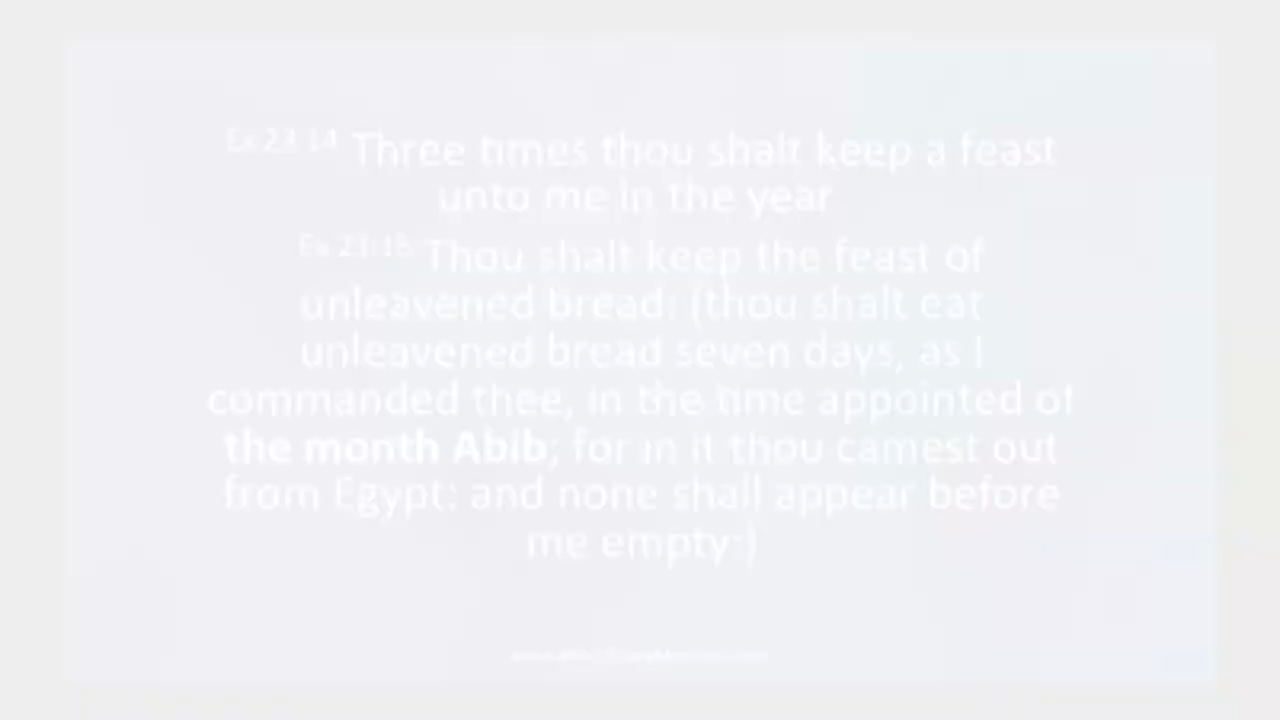 Ex 23:14 Three times thou shalt keep a feast
unto me in the year
Ex 23:15 Thou shalt keep the feast of
unleavened bread: (thou shalt eat
unleavened bread seven days, as I
commanded thee, in the time appointed of
the month Abib; for in it thou camest out
from Egypt: and none shall appear before
me empty:)